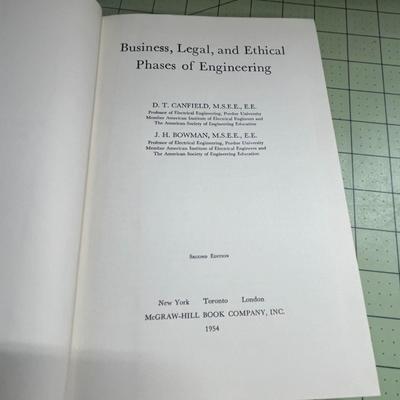 Business, Legal, and Ethical
Phases of Engineering
D. T. CANFIELD, M.S.E.E., E.E.
Professor of Electrical Engineering, Purdue University
Member American Institute of Electrical Engineers and
The American Society of Engineering Education
J. H. BOWMAN, M.S.E.E., E.E.
Professor of Electrical Engineering, Purdue University
Member American Institute of Electrical Engineers and
The American Society of Engineering Education
Second Edition
New York Toronto London
McGRAW-HILL BOOK COMPANY, INC.
1954